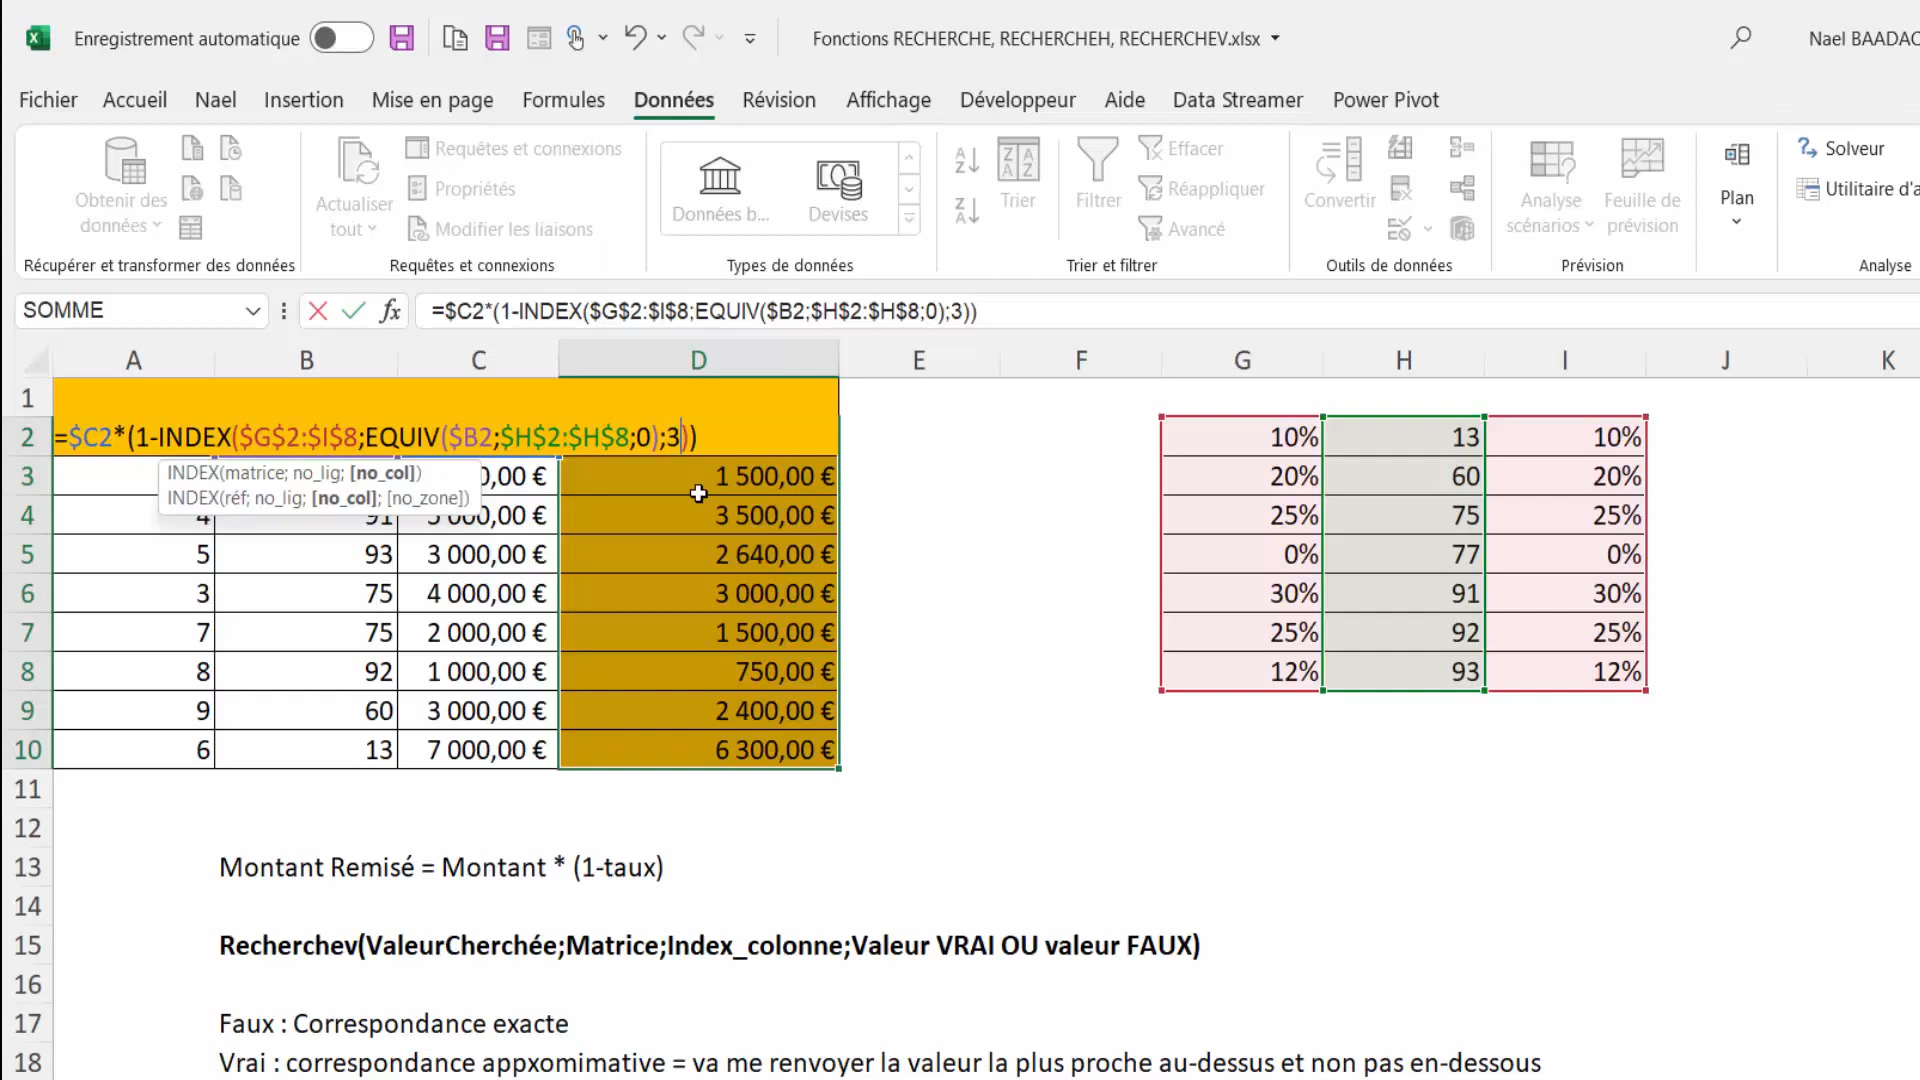 Enregistrement automatique
Fonctions RECHERCHE, RECHERCHEH, RECHERCHEV.xlsx
Nael BAADAC
Fichier Accueil Nael Insertion Mise en page Formules Données Révision Affichage Développeur Aide Data Streamer Power Pivot
Obtenir des données
Actualiser tout
Requêtes et connexions
Propriétés
Modifier les liaisons
Données b...
Devises
Trier
Filtrer
Effacer
Réappliquer
Avancé
Convertir
Analyse scénarios
Feuille de prévision
Plan
Solveur
Utilitaire d'a
Récupérer et transformer des données
Requêtes et connexions
Types de données
Trier et filtrer
Outils de données
Prévision
Analyse
SOMME
fx
=$C2*(1-INDEX($G$2:$I$8;EQUIV($B2;$H$2:$H$8;0);3))
A B C D E F G H I J K
1
2 =$C2*(1-INDEX($G$2:$I$8;EQUIV($B2;$H$2:$H$8;0);3)) 10% 13 10%
INDEX(matrice; no_lig; [no_col])
INDEX(réf; no_lig; [no_col]; [no_zone])
3 0,00 € 1 500,00 € 20% 60 20%
4 4 91 5 000,00 € 3 500,00 € 25% 75 25%
5 5 93 3 000,00 € 2 640,00 € 0% 77 0%
6 3 75 4 000,00 € 3 000,00 € 30% 91 30%
7 7 75 2 000,00 € 1 500,00 € 25% 92 25%
8 8 92 1 000,00 € 750,00 € 12% 93 12%
9 9 60 3 000,00 € 2 400,00 €
10 6 13 7 000,00 € 6 300,00 €
11
12
13 Montant Remisé = Montant * (1-taux)
14
15 Recherchev(ValeurCherchée;Matrice;Index_colonne;Valeur VRAI OU valeur FAUX)
16
17 Faux : Correspondance exacte
18 Vrai : correspondance appxomimative = va me renvoyer la valeur la plus proche au-dessus et non pas en-dessous